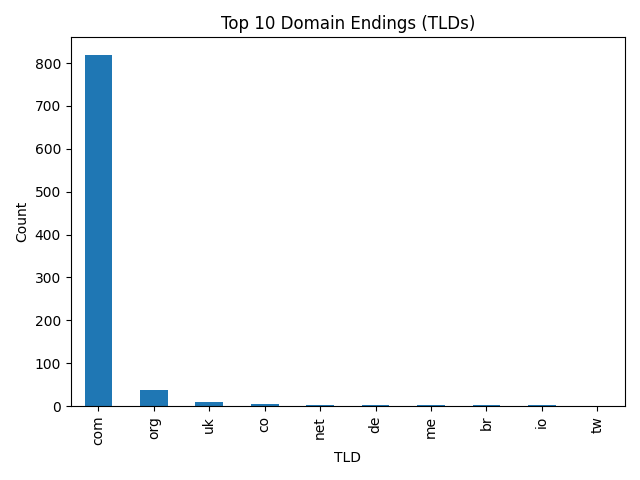 Top 10 Domain Endings (TLDs)
800
700
600
500
400
300
200
100
0
Count
com
org
uk
co
net
de
me
br
io
tw
TLD